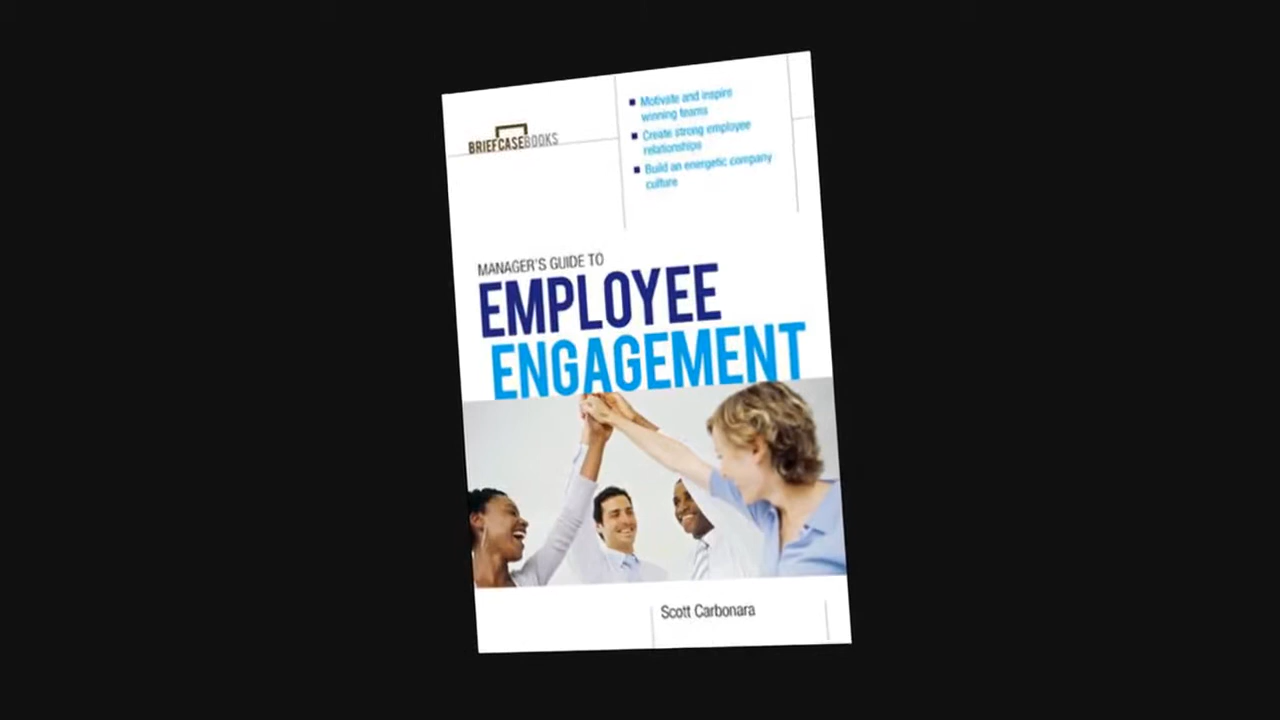 BRIEFCASEBOOKS
Motivate and inspire
winning teams
Create strong employee
relationships
Build an energetic company
culture
MANAGER'S GUIDE TO
EMPLOYEE
ENGAGEMENT
Scott Carbonara